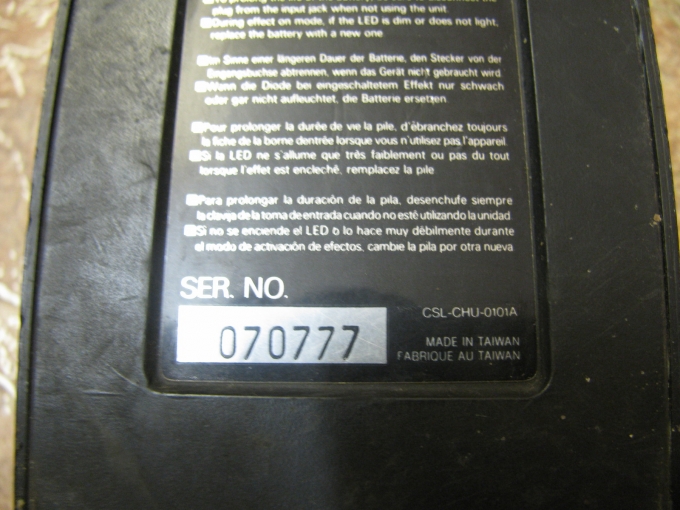 plug from the input jack when not using the unit.
During effect on mode, if the LED is dim or does not light,
replace the battery with a new one
Im Sinne einer längeren Dauer der Batterie, den Stecker von der
Eingangsbuchse abtrennen, wenn das Gerät nicht gebraucht wird.
Wenn die Diode bei eingeschaltetem Effekt nur schwach
oder gar nicht aufleuchtet, die Batterie ersetzen.
Pour prolonger la durée de vie la pile, d'ébranchez toujours
la fiche de la borne dentrée lorsque vous n'utilisez pas l'appareil.
Si la LED ne s'allume que très faiblement ou pas du tout
lorsque l'effet est encleché, remplacez la pile
Para prolongar la duración de la pila, desenchufe siempre
la clavija de la toma de entrada cuando no esté utilizando la unidad.
Si no se enciende el LED o lo hace muy débilmente durante
el modo de activación de efectos, cambie la pila por otra nueva
SER. NO.
CSL-CHU-0101A
070777
MADE IN TAIWAN
FABRIQUE AU TAIWAN